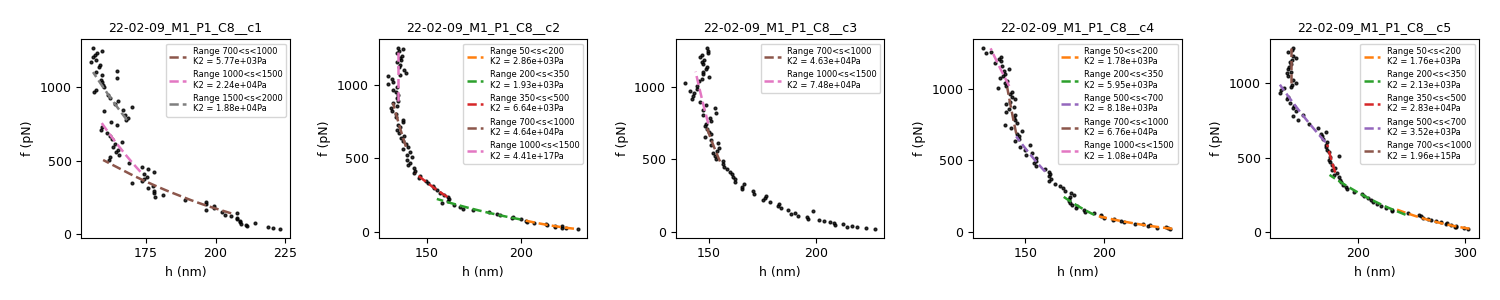 22-02-09_M1_P1_C8__c1
f (pN)
1000
500
0
175
200
225
h (nm)
Range 700<s<1000
K2 = 5.77e+03Pa
Range 1000<s<1500
K2 = 2.24e+04Pa
Range 1500<s<2000
K2 = 1.88e+04Pa
22-02-09_M1_P1_C8__c2
f (pN)
1000
500
0
150
200
h (nm)
Range 50<s<200
K2 = 2.86e+03Pa
Range 200<s<350
K2 = 1.93e+03Pa
Range 350<s<500
K2 = 6.64e+03Pa
Range 700<s<1000
K2 = 4.64e+04Pa
Range 1000<s<1500
K2 = 4.41e+17Pa
22-02-09_M1_P1_C8__c3
f (pN)
1000
500
0
150
200
h (nm)
Range 700<s<1000
K2 = 4.63e+04Pa
Range 1000<s<1500
K2 = 7.48e+04Pa
22-02-09_M1_P1_C8__c4
f (pN)
1000
500
0
150
200
h (nm)
Range 50<s<200
K2 = 1.78e+03Pa
Range 200<s<350
K2 = 5.95e+03Pa
Range 500<s<700
K2 = 8.18e+03Pa
Range 700<s<1000
K2 = 6.76e+04Pa
Range 1000<s<1500
K2 = 1.08e+04Pa
22-02-09_M1_P1_C8__c5
f (pN)
1000
500
0
200
300
h (nm)
Range 50<s<200
K2 = 1.76e+03Pa
Range 200<s<350
K2 = 2.13e+03Pa
Range 350<s<500
K2 = 2.83e+04Pa
Range 500<s<700
K2 = 3.52e+03Pa
Range 700<s<1000
K2 = 1.96e+15Pa